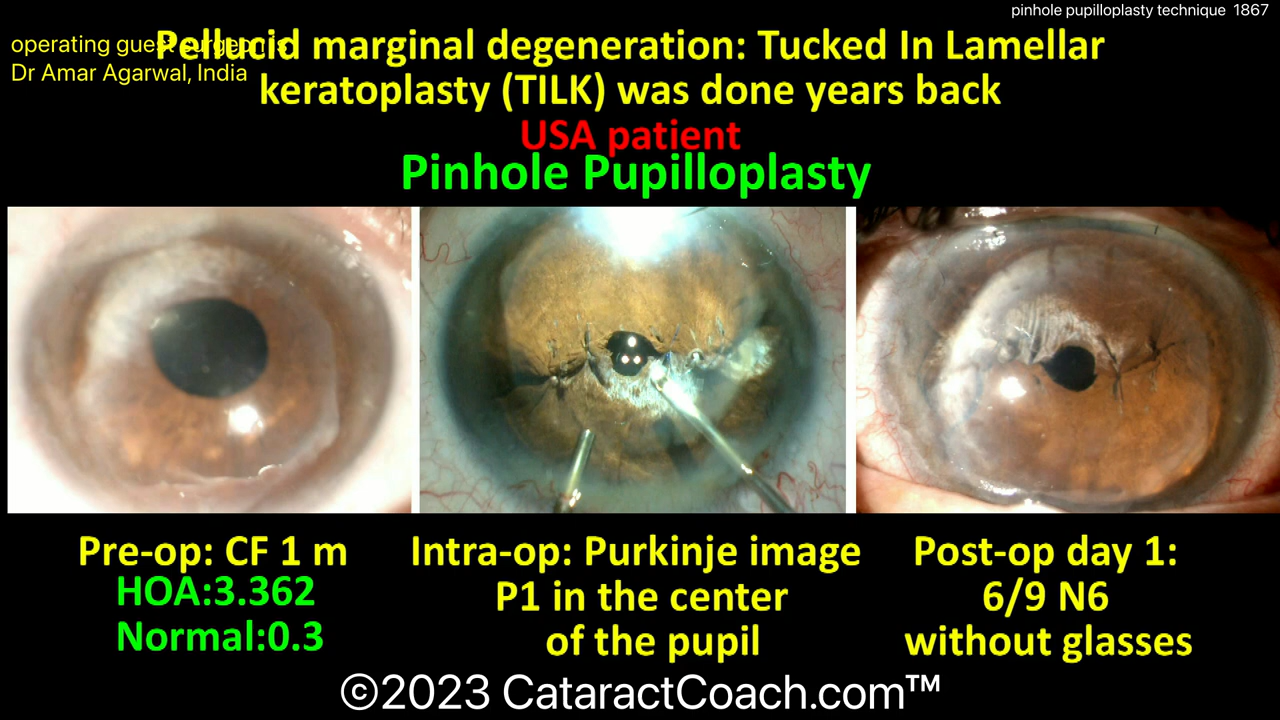 pinhole pupilloplasty technique 1867
operating guest surgeon is
Dr Amar Agarwal, India
Pellucid marginal degeneration: Tucked In Lamellar
keratoplasty (TILK) was done years back
USA patient
Pinhole Pupilloplasty
Pre-op: CF 1 m
HOA:3.362
Normal:0.3
Intra-op: Purkinje image
P1 in the center
of the pupil
Post-op day 1:
6/9 N6
without glasses
©2023 CataractCoach.com™